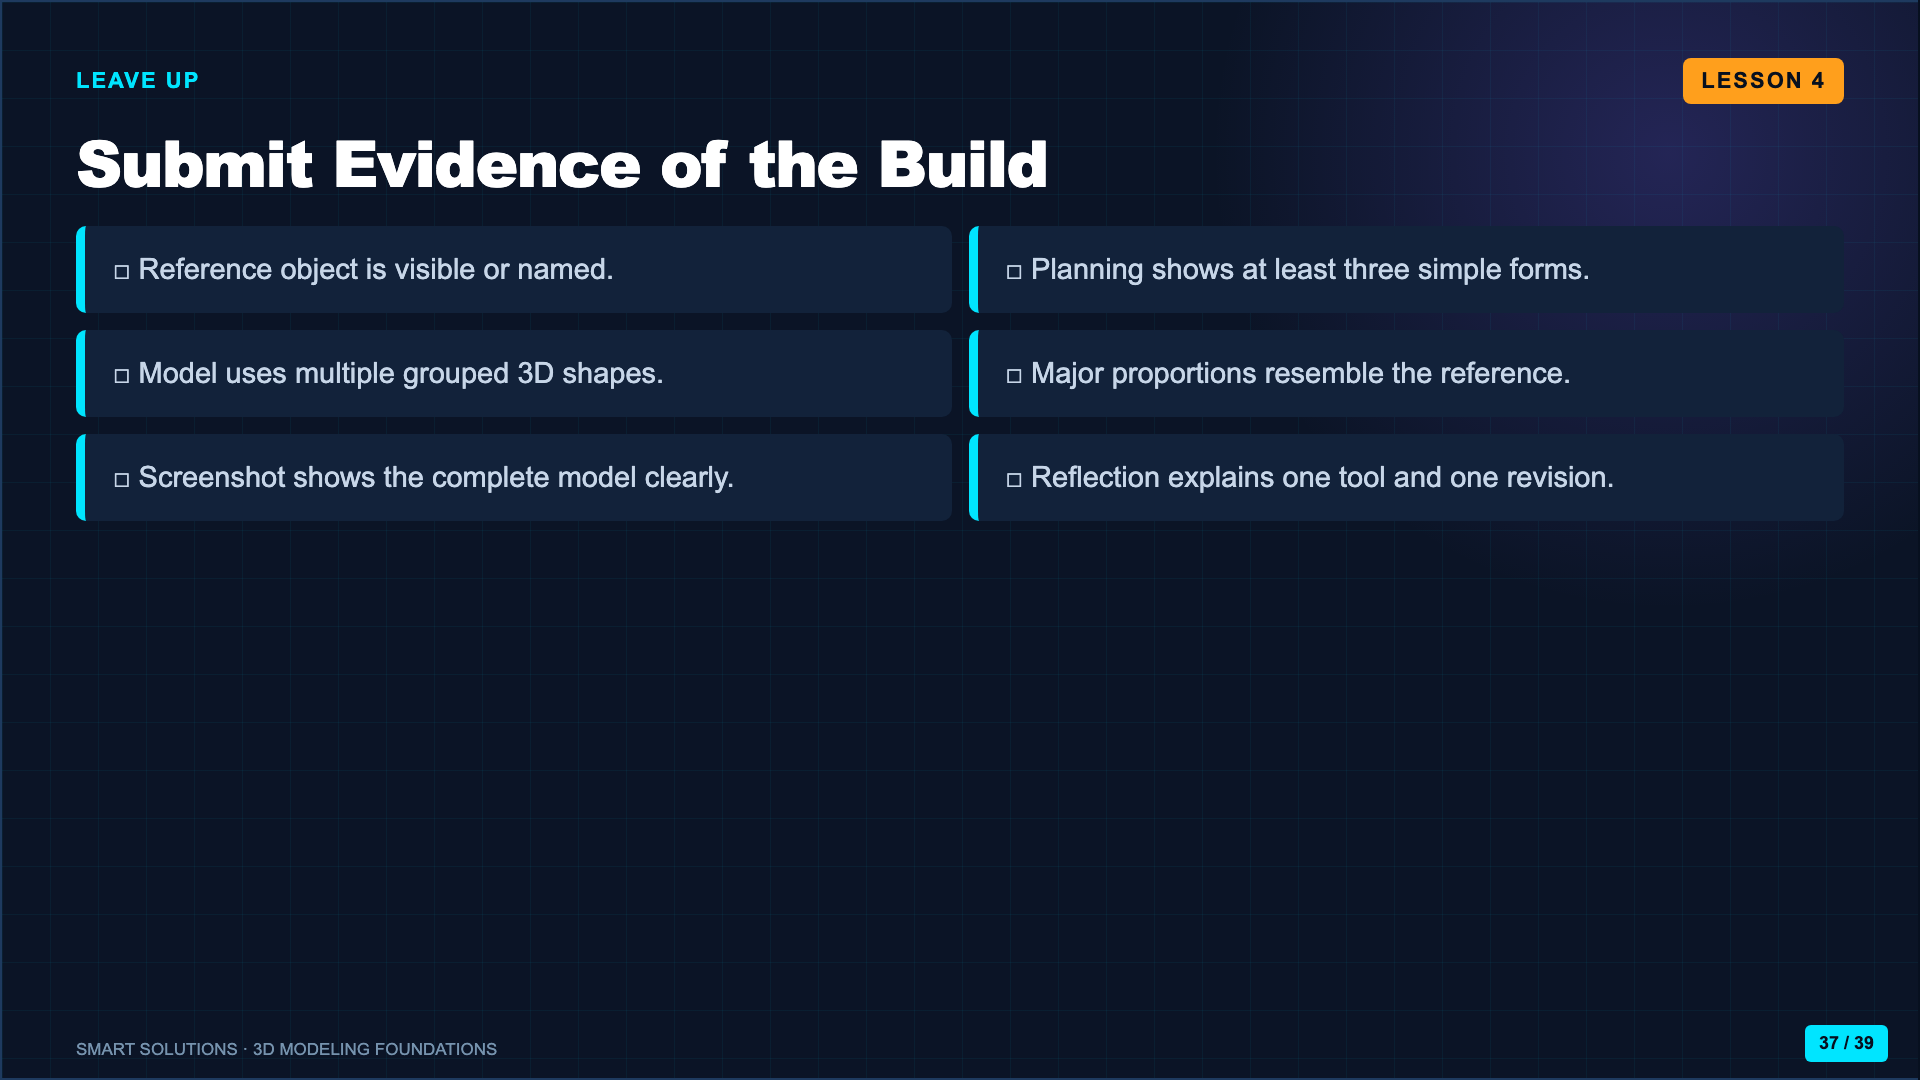 LEAVE UP
LESSON 4
Submit Evidence of the Build
□ Reference object is visible or named.
□ Planning shows at least three simple forms.
□ Model uses multiple grouped 3D shapes.
□ Major proportions resemble the reference.
□ Screenshot shows the complete model clearly.
□ Reflection explains one tool and one revision.
SMART SOLUTIONS · 3D MODELING FOUNDATIONS
37 / 39